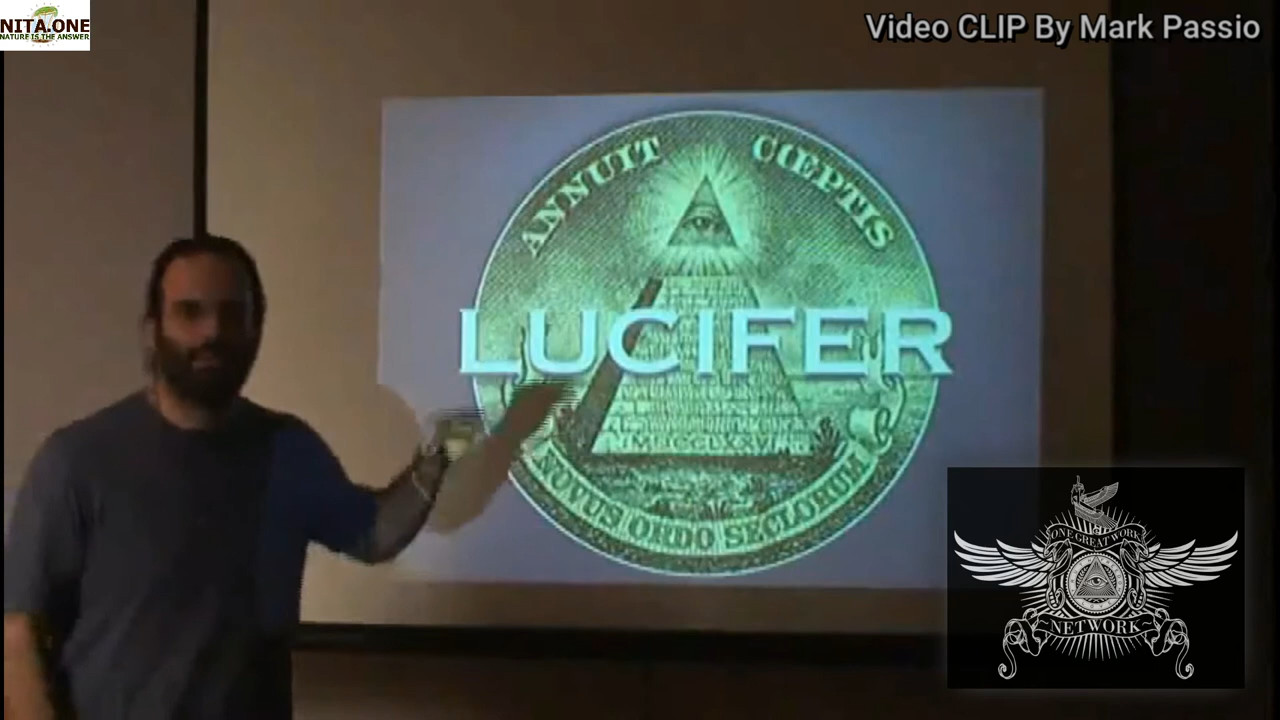 NITA.ONE
NATURE IS THE ANSWER
Video CLIP By Mark Passio
ANNUIT CŒPTIS
LUCIFER
MDCCLXXVI
NOVUS ORDO SECLORUM
ONE GREAT WORK
NETWORK